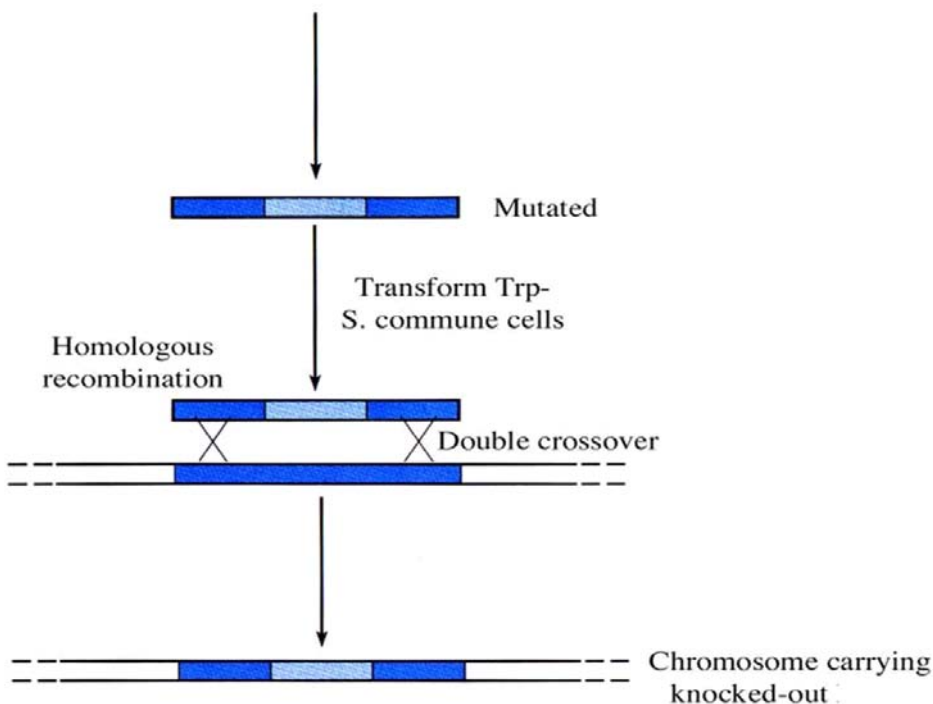 Mutated
Transform Trp-
S. commune cells
Homologous
recombination
Double crossover
Chromosome carrying
knocked-out